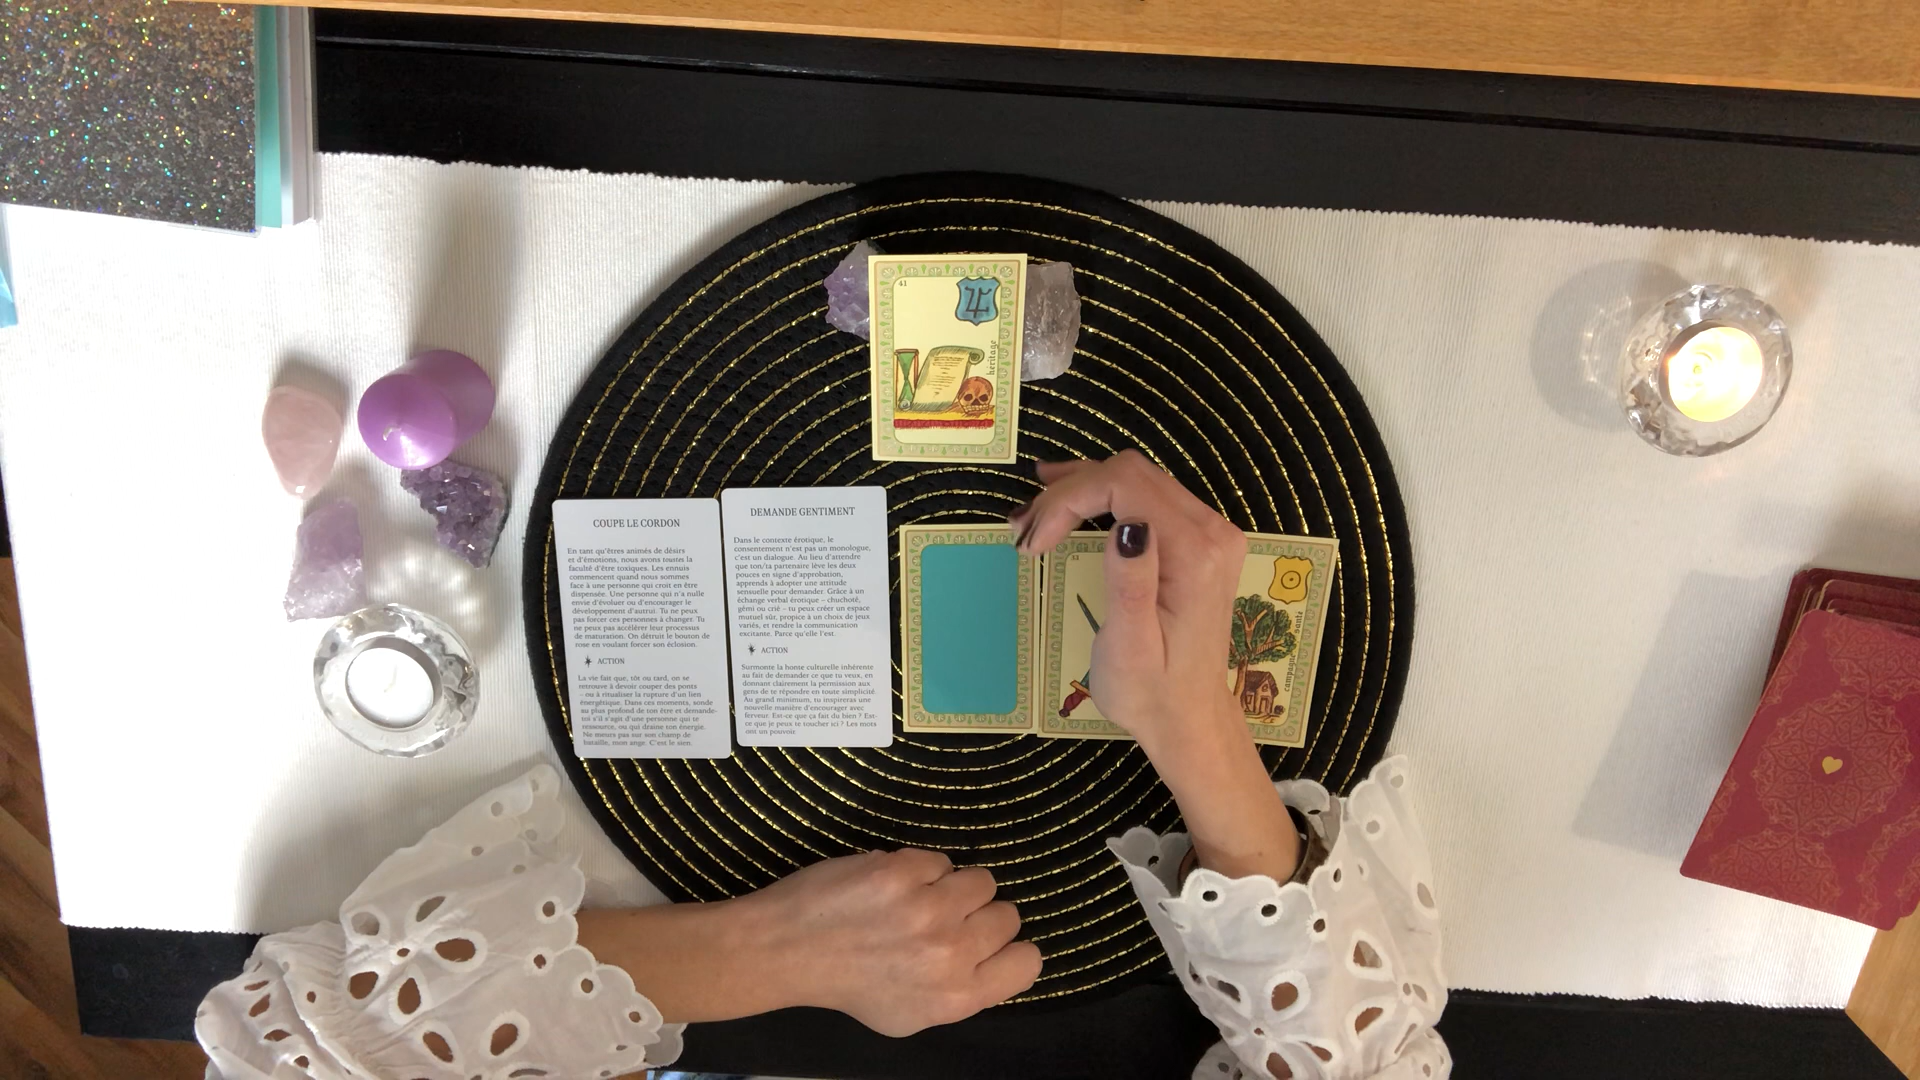 41
heritage
COUPE LE CORDON
En tant qu'êtres animés de désirs
et d'émotions, nous avons toutes la
faculté d'être toxiques. Les ennuis
commencent quand nous sommes
face à une personne qui croit en être
dispensée. Une personne qui n'a nulle
envie d'évoluer ou d'encourager le
développement d'autrui. Tu ne peux
pas forcer ces personnes à changer. Tu
ne peux pas accélérer leur processus
de maturation. On détruit le bouton de
rose en voulant forcer son éclosion.
ACTION
La vie fait que, tôt ou tard, on se
retrouve à devoir couper des ponts
– ou à ritualiser la rupture d'un lien
énergétique. Dans ces moments, sonde
au plus profond de ton être et demande-
toi s'il s'agit d'une personne qui te
ressource, ou qui draine ton énergie.
Ne meurs pas sur son champ de
bataille, mon ange. C'est le sien.
DEMANDE GENTIMENT
Dans le contexte érotique, le
consentement n'est pas un monologue,
c'est un dialogue. Au lieu d'attendre
que ton/ta partenaire lève les deux
pouces en signe d'approbation,
apprends à adopter une attitude
sensuelle pour demander. Grâce à un
échange verbal érotique – chuchoté,
gémi ou crié – tu peux créer un espace
mutuel sûr, propice à un choix de jeux
variés, et rendre la communication
excitante. Parce qu'elle l'est.
ACTION
Surmonte la honse culturelle inhérente
au fait de demander ce que tu veux, en
donnant clairement la permission aux
gens de te répondre en toute simplicité.
Au grand minimum, tu inspireras une
nouvelle manière d'encourager avec
ferveur. Est-ce que ça fait du bien ? Est-
ce que je peux te toucher ici ? Les mots
ont un pouvoir.
campagne santé